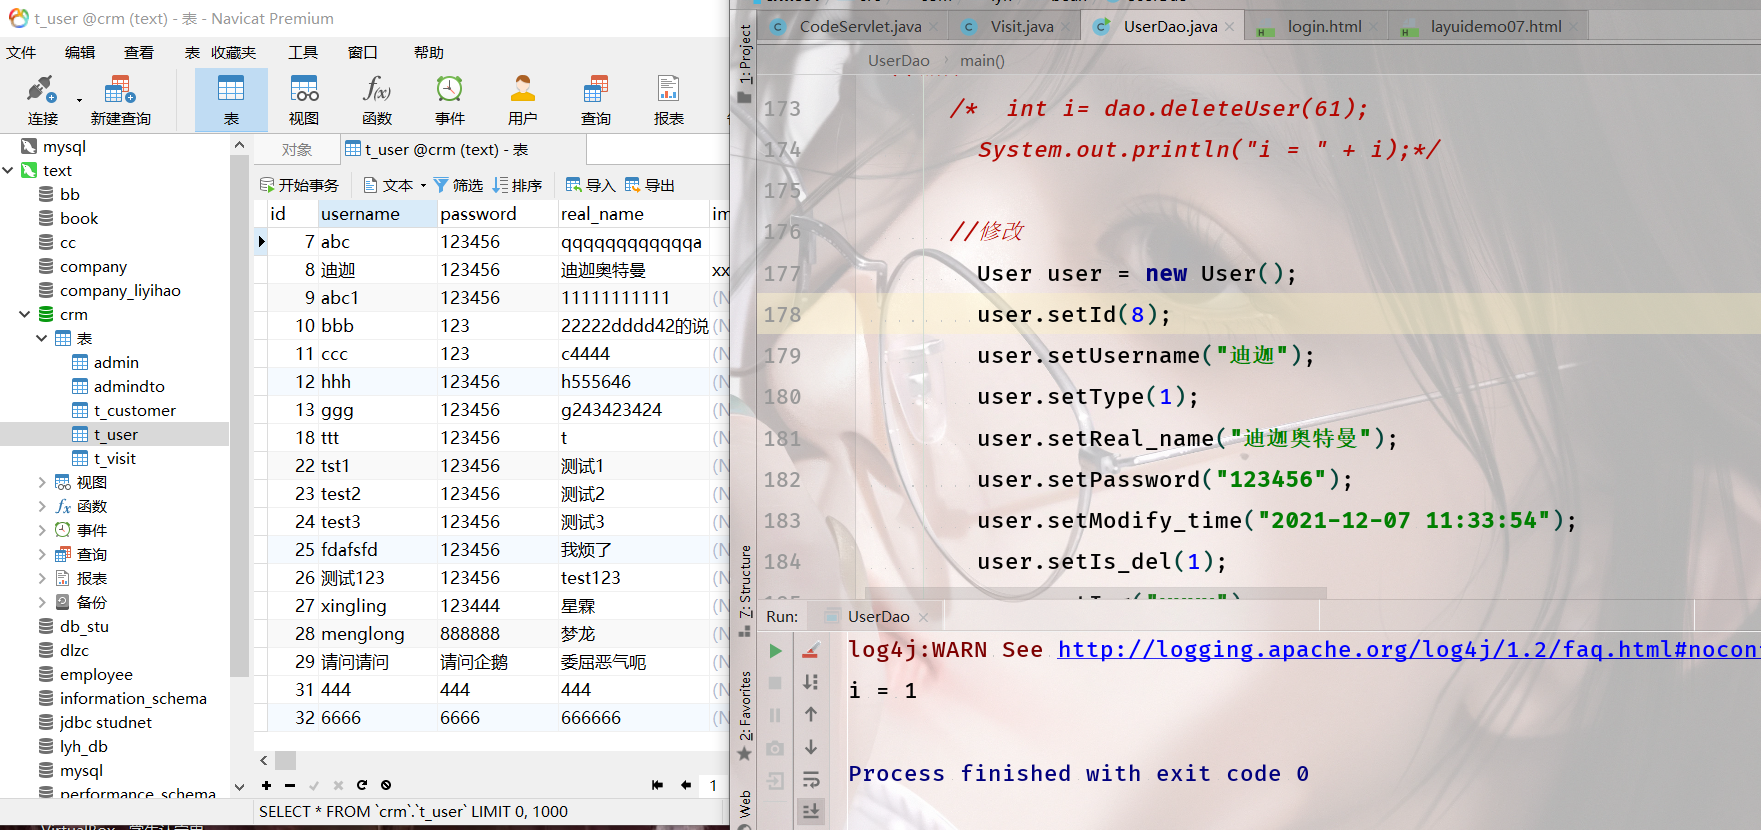 t_user @crm (text) - 表 - Navicat Premium
文件 编辑 查看 表 收藏夹 工具 窗口 帮助
连接 新建查询 表 视图 函数 事件 用户 查询 报表
mysql
text
bb
book
cc
company
company_liyihao
crm
表
admin
admindto
t_customer
t_user
t_visit
视图
函数
事件
查询
报表
备份
db_stu
dlzc
employee
information_schema
jdbc studnet
lyh_db
mysql
performance_schema
对象 t_user @crm (text) - 表
开始事务 文本 筛选 排序 导入 导出
id username password real_name im
7 abc 123456 qqqqqqqqqqqqa
8 迪迦 123456 迪迦奥特曼 xx
9 abc1 123456 11111111111 (N
10 bbb 123 22222dddd42的说 (N
11 ccc 123 c4444 (N
12 hhh 123456 h555646 (N
13 ggg 123456 g243423424 (N
18 ttt 123456 t (N
22 tst1 123456 测试1 (N
23 test2 123456 测试2 (N
24 test3 123456 测试3 (N
25 fdafsfd 123456 我烦了 (N
26 测试123 123456 test123 (N
27 xingling 123444 星霖 (N
28 menglong 888888 梦龙 (N
29 请问请问 请问企鹅 委屈恶气呃 (N
31 444 444 444 (N
32 6666 6666 666666 (N
1
SELECT * FROM `crm`.`t_user` LIMIT 0, 1000
CodeServlet.java Visit.java UserDao.java login.html layuidemo07.html
UserDao main()
1: Project
7: Structure
2: Favorites
Web
173 /* int i= dao.deleteUser(61);
174 System.out.println("i = " + i);*/
175
176 //修改
177 User user = new User();
178 user.setId(8);
179 user.setUsername("迪迦");
180 user.setType(1);
181 user.setReal_name("迪迦奥特曼");
182 user.setPassword("123456");
183 user.setModify_time("2021-12-07 11:33:54");
184 user.setIs_del(1);
Run: UserDao
log4j:WARN See http://logging.apache.org/log4j/1.2/faq.html#nocon
i = 1
Process finished with exit code 0